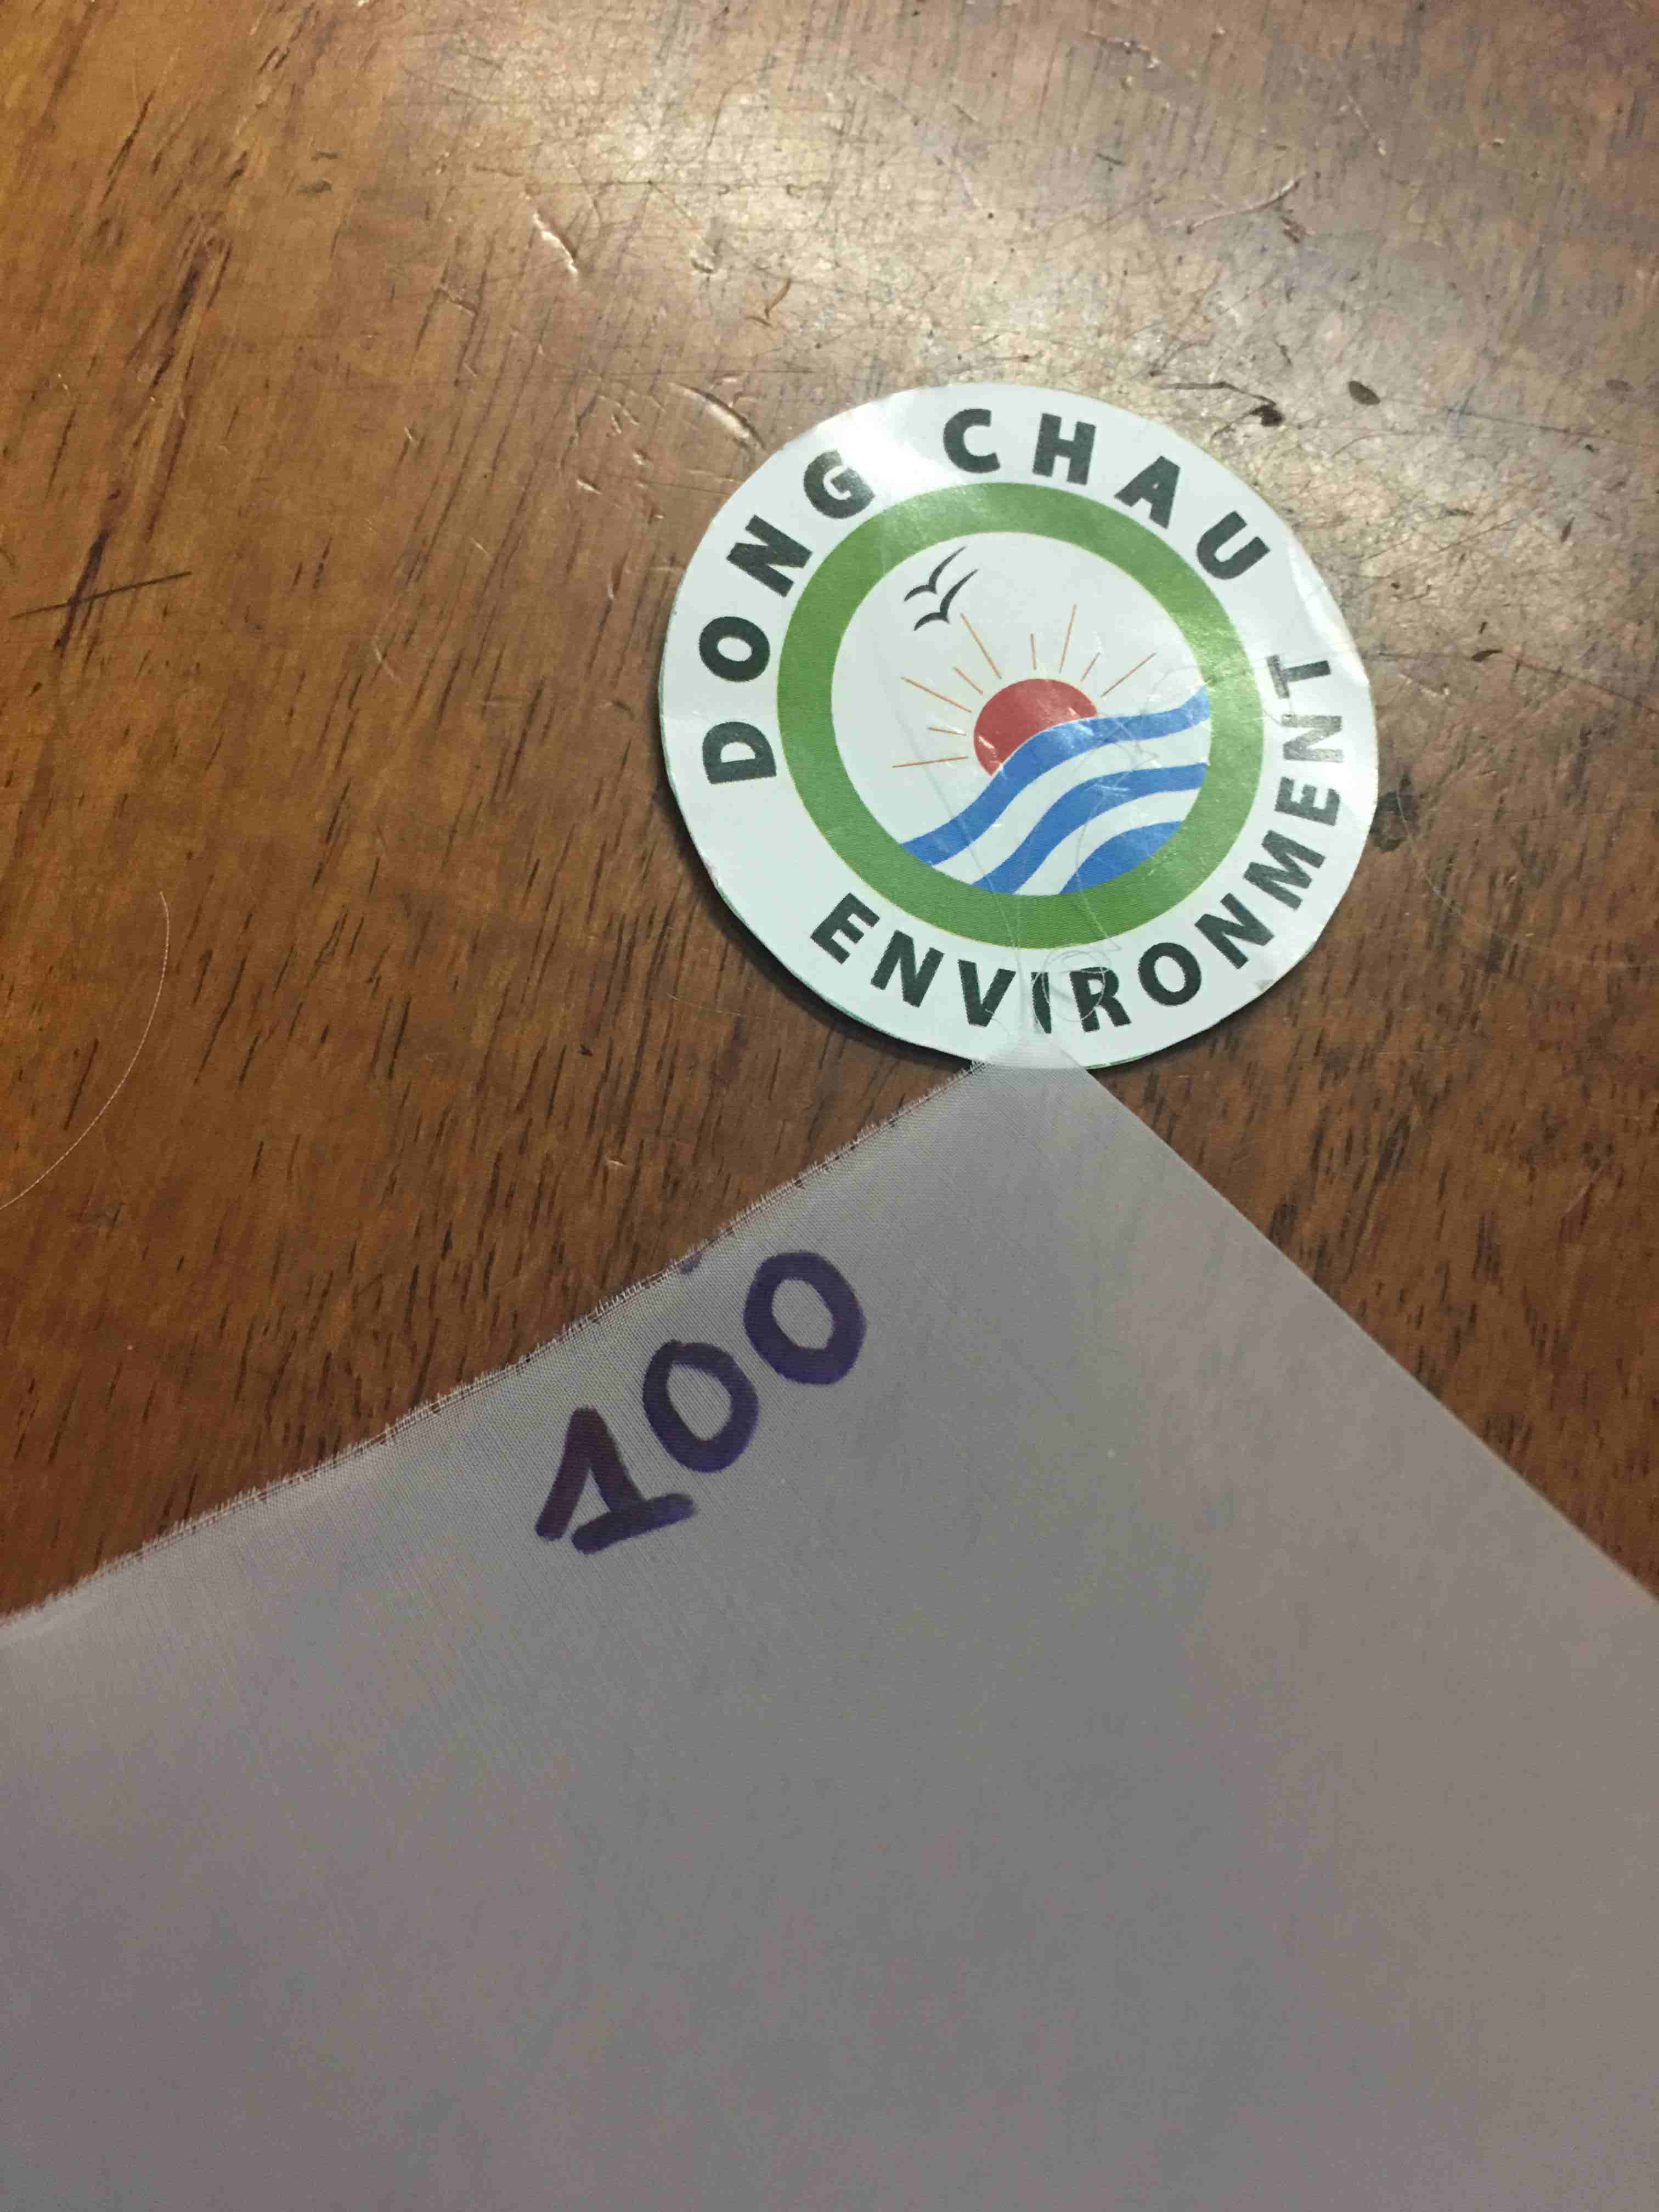 DONG CHAU
ENVIRONMENT
100